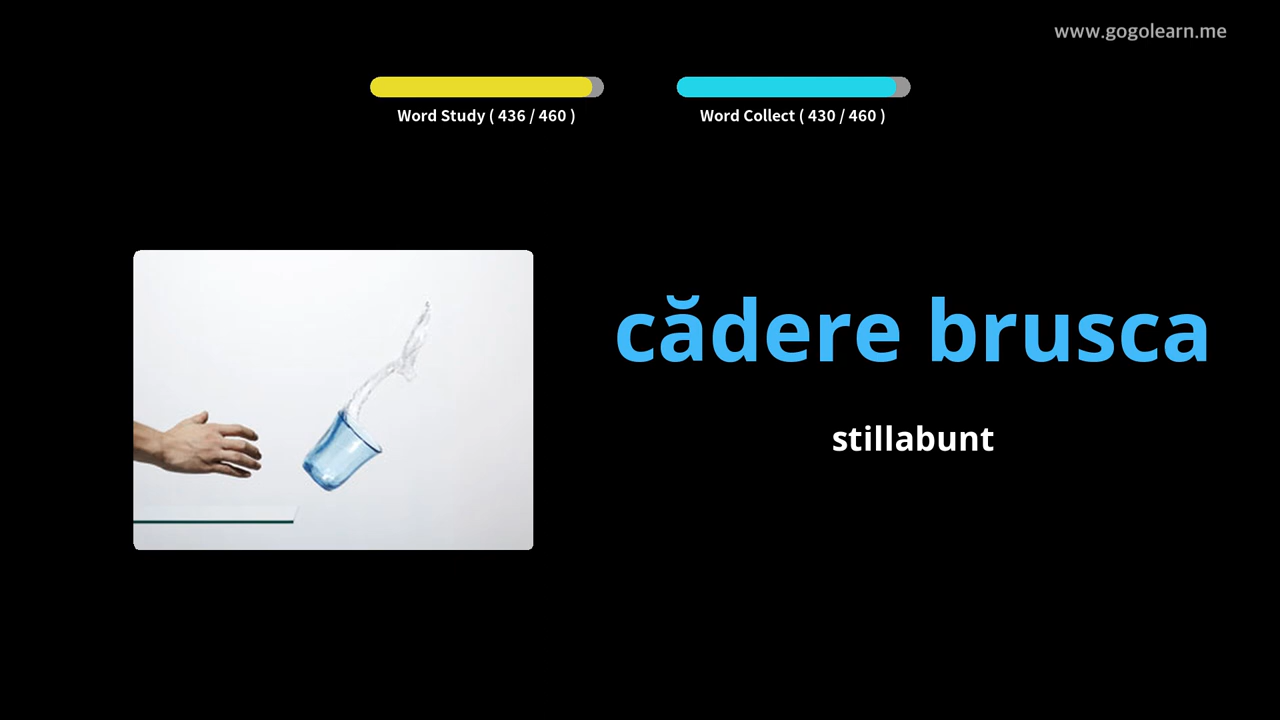 www.gogolearn.me
Word Study ( 436 / 460 )
Word Collect ( 430 / 460 )
cădere brusca
stillabunt